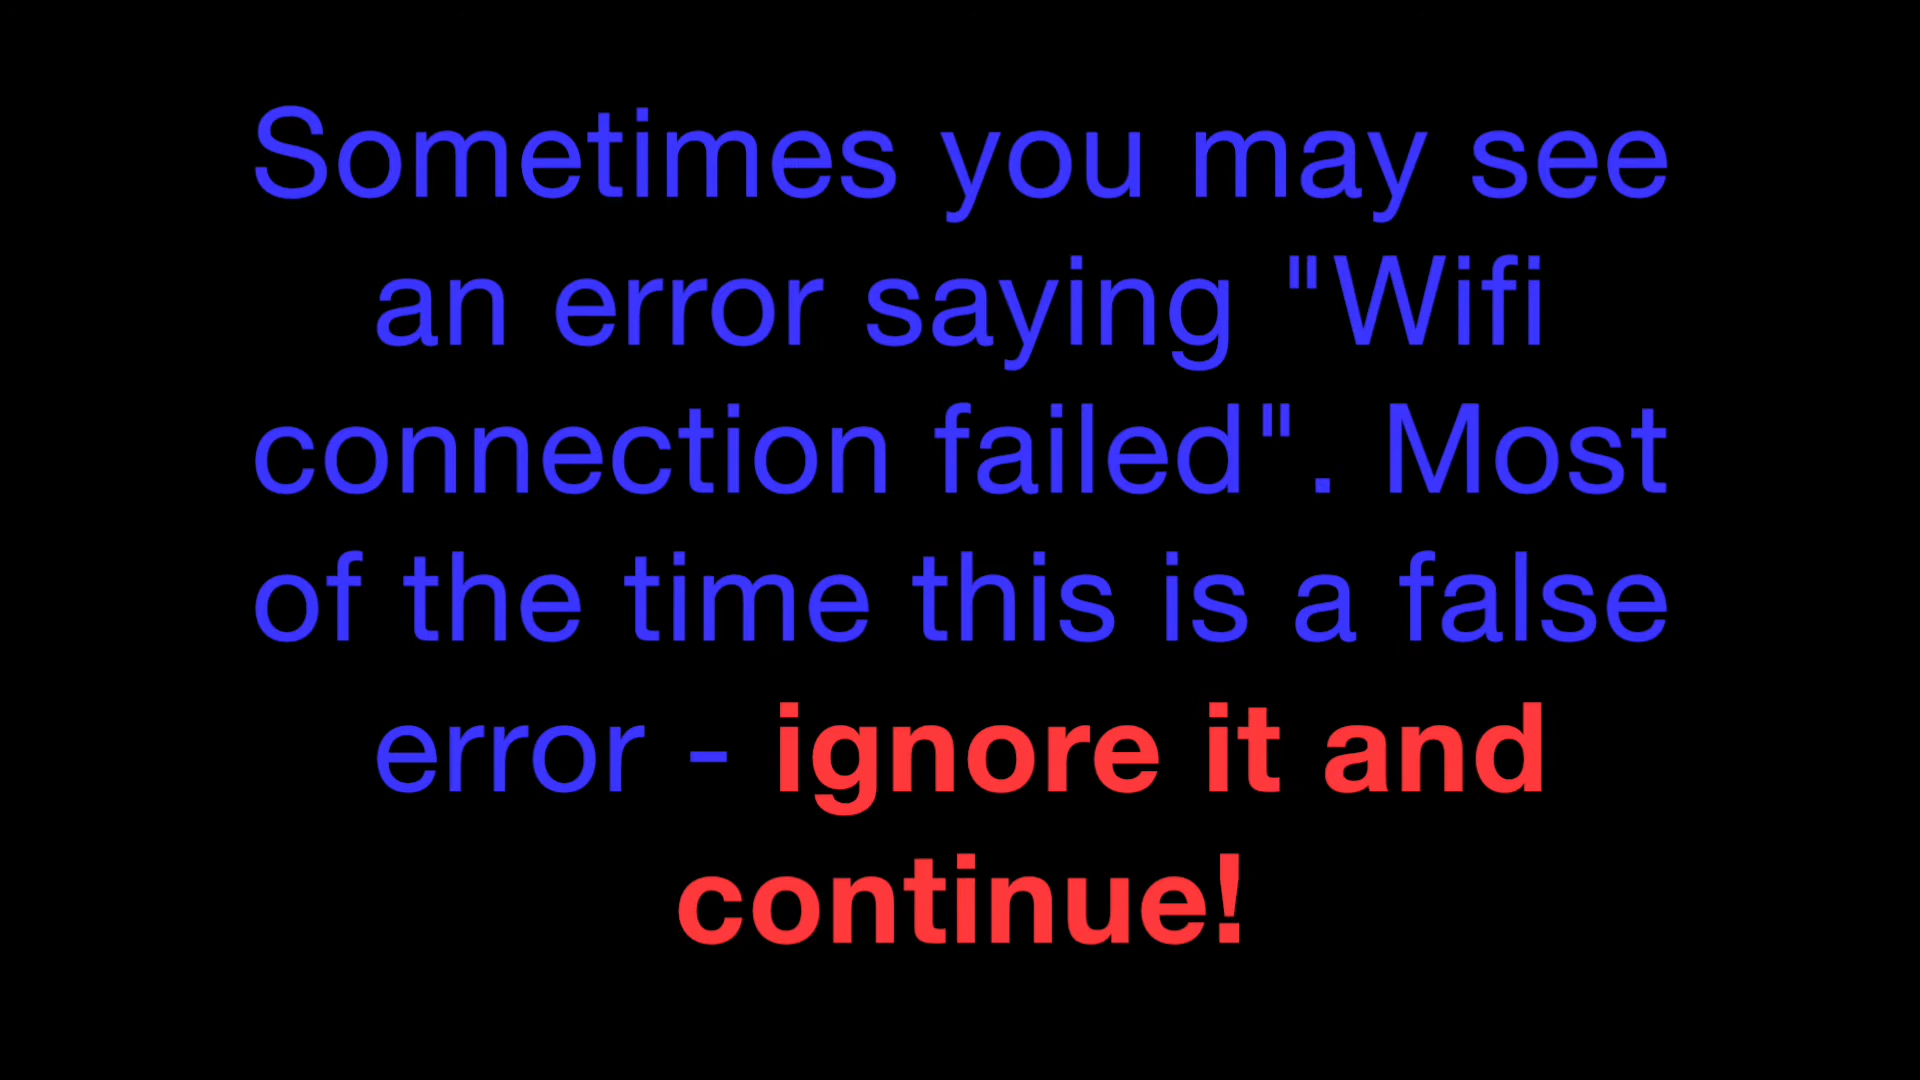 Sometimes you may see
an error saying "Wifi
connection failed". Most
of the time this is a false
error - ignore it and
continue!